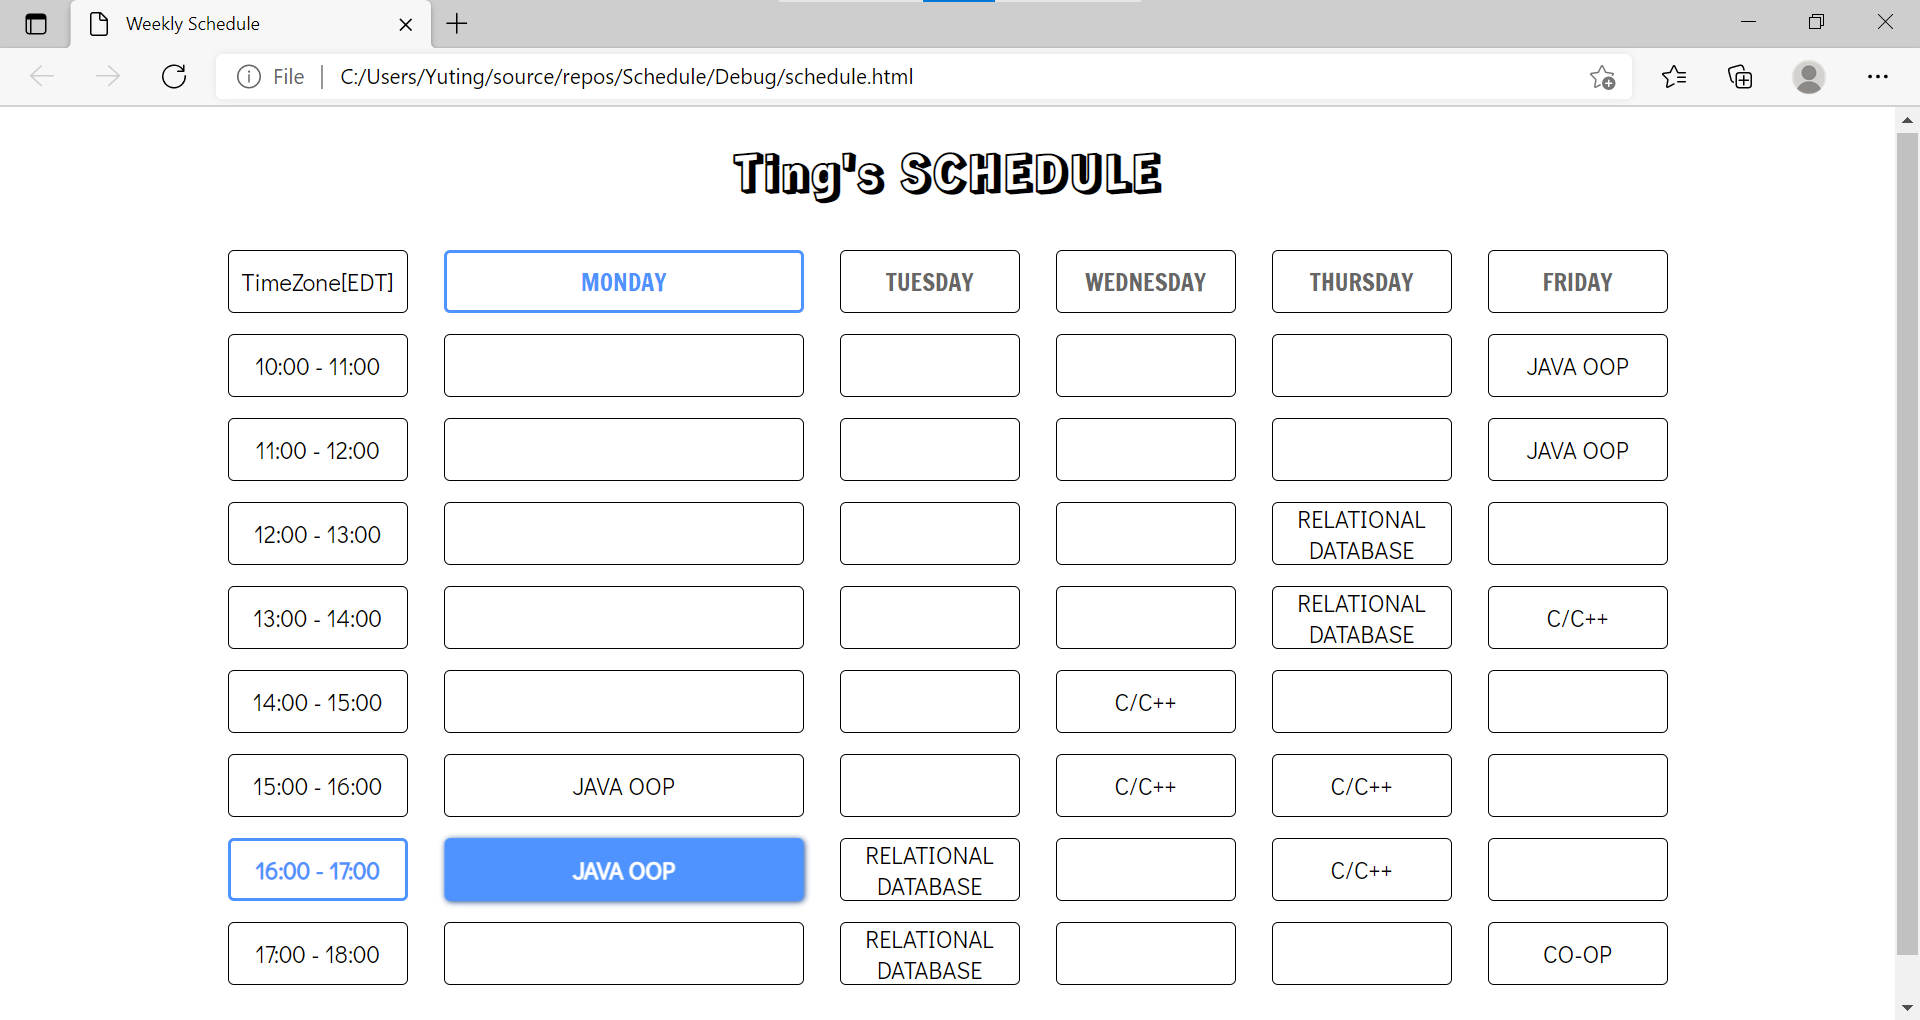 Weekly Schedule
File
C:/Users/Yuting/source/repos/Schedule/Debug/schedule.html
Ting's SCHEDULE
TimeZone[EDT] MONDAY TUESDAY WEDNESDAY THURSDAY FRIDAY
10:00 - 11:00 JAVA OOP
11:00 - 12:00 JAVA OOP
12:00 - 13:00 RELATIONAL
DATABASE
13:00 - 14:00 RELATIONAL
DATABASE C/C++
14:00 - 15:00 C/C++
15:00 - 16:00 JAVA OOP C/C++ C/C++
16:00 - 17:00 JAVA OOP RELATIONAL
DATABASE C/C++
17:00 - 18:00 RELATIONAL
DATABASE CO-OP